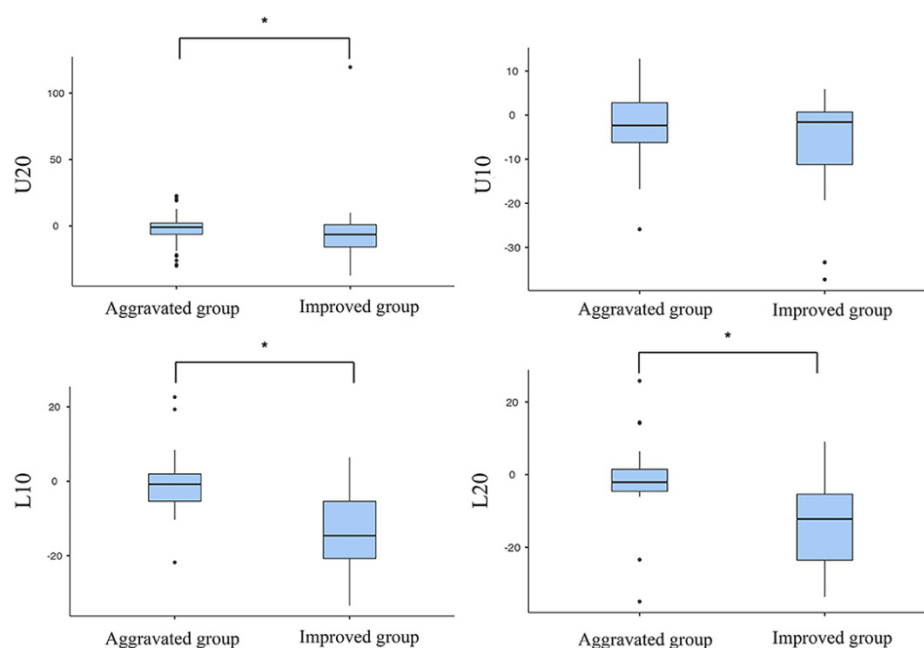 *
U20
100
50
0
Aggravated group
Improved group
U10
10
0
-10
-20
-30
Aggravated group
Improved group
*
L10
20
0
-20
Aggravated group
Improved group
*
L20
20
0
-20
Aggravated group
Improved group